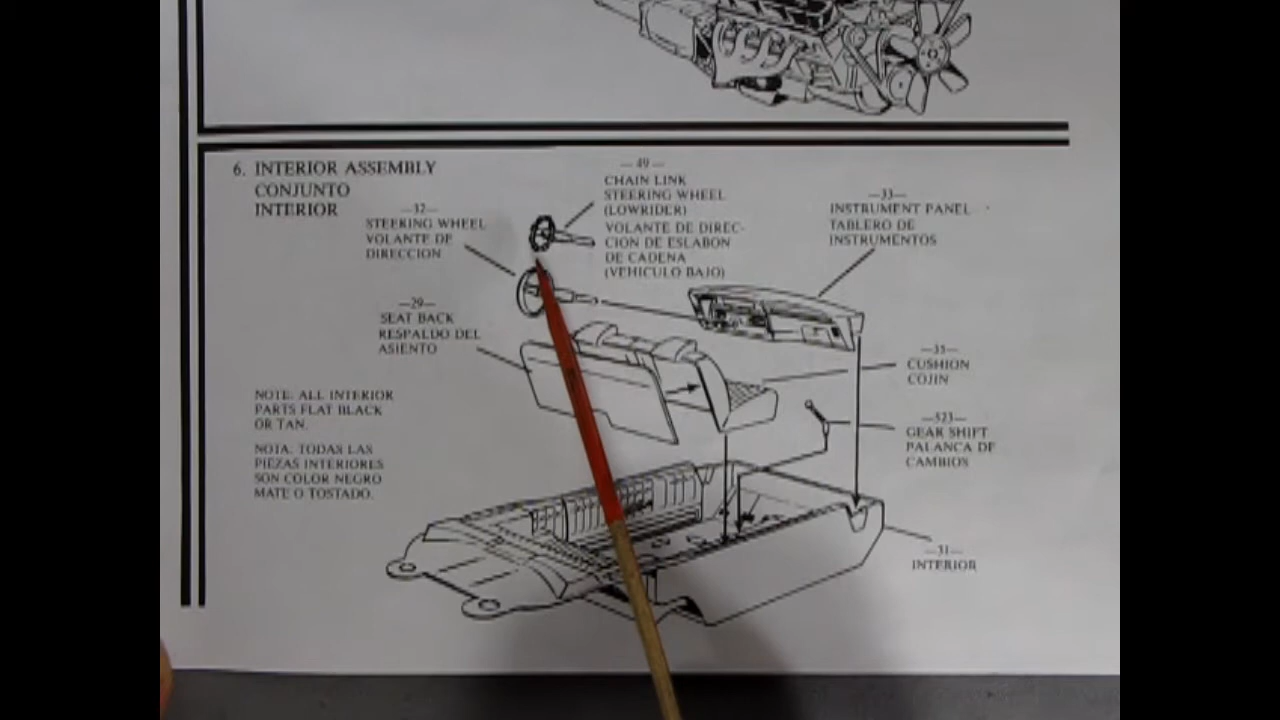 6. INTERIOR ASSEMBLY
CONJUNTO
INTERIOR
—32—
STEERING WHEEL
VOLANTE DE
DIRECCION
—49—
CHAIN LINK
STEERING WHEEL
(LOWRIDER)
VOLANTE DE DIREC-
CION DE ESLABON
DE CADENA
(VEHICULO BAJO)
—33—
INSTRUMENT PANEL
TABLERO DE
INSTRUMENTOS
—29—
SEAT BACK
RESPALDO DEL
ASIENTO
—35—
CUSHION
COJIN
NOTE: ALL INTERIOR
PARTS FLAT BLACK
OR TAN.
NOTA: TODAS LAS
PIEZAS INTERIORES
SON COLOR NEGRO
MATE O TOSTADO.
—523—
GEAR SHIFT
PALANCA DE
CAMBIOS
—31—
INTERIOR